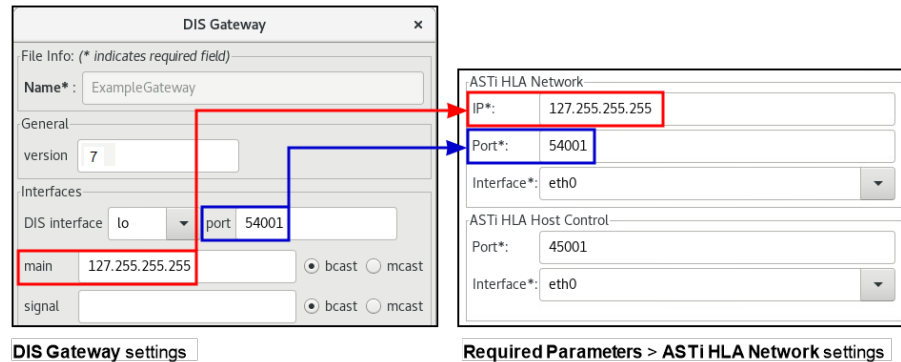 DIS Gateway ×
File Info: (* indicates required field)
Name* : ExampleGateway
General
version 7
Interfaces
DIS interface lo port 54001
main 127.255.255.255 bcast mcast
signal bcast mcast
DIS Gateway settings
ASTi HLA Network
IP*: 127.255.255.255
Port*: 54001
Interface*: eth0
ASTi HLA Host Control
Port*: 45001
Interface*: eth0
Required Parameters > ASTi HLA Network settings